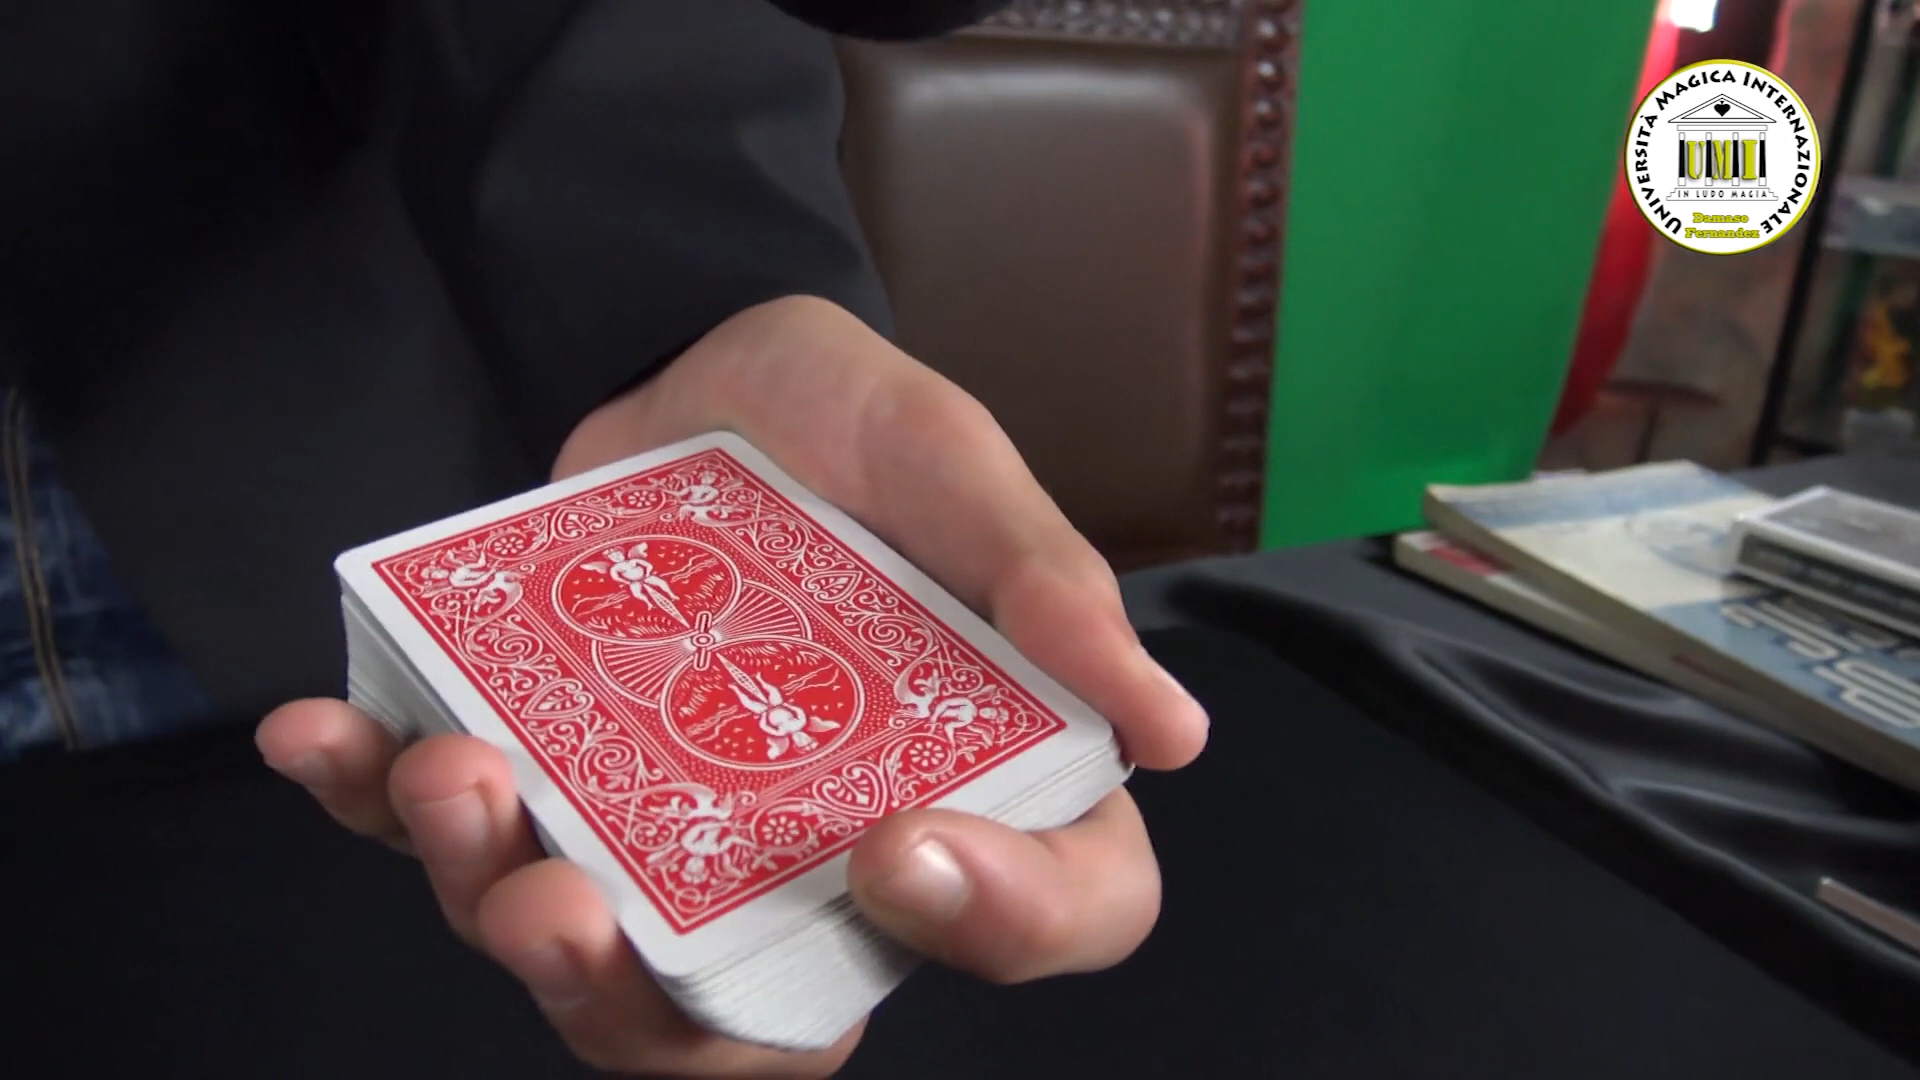 UNIVERSITÀ MAGICA INTERNAZIONALE
UMI
IN LUDO MAGIA
Damaso
Fernandez